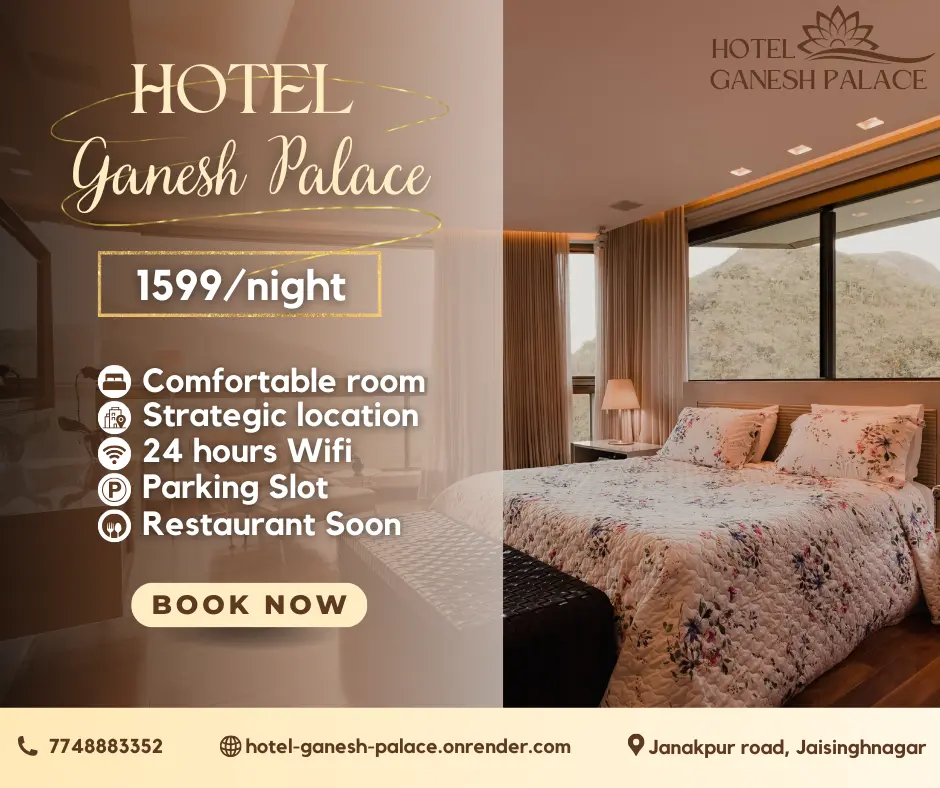 HOTEL
Ganesh Palace
1599/night
Comfortable room
Strategic location
24 hours Wifi
P Parking Slot
Restaurant Soon
BOOK NOW
HOTEL
GANESH PALACE
7748883352
hotel-ganesh-palace.onrender.com
Janakpur road, Jaisinghnagar